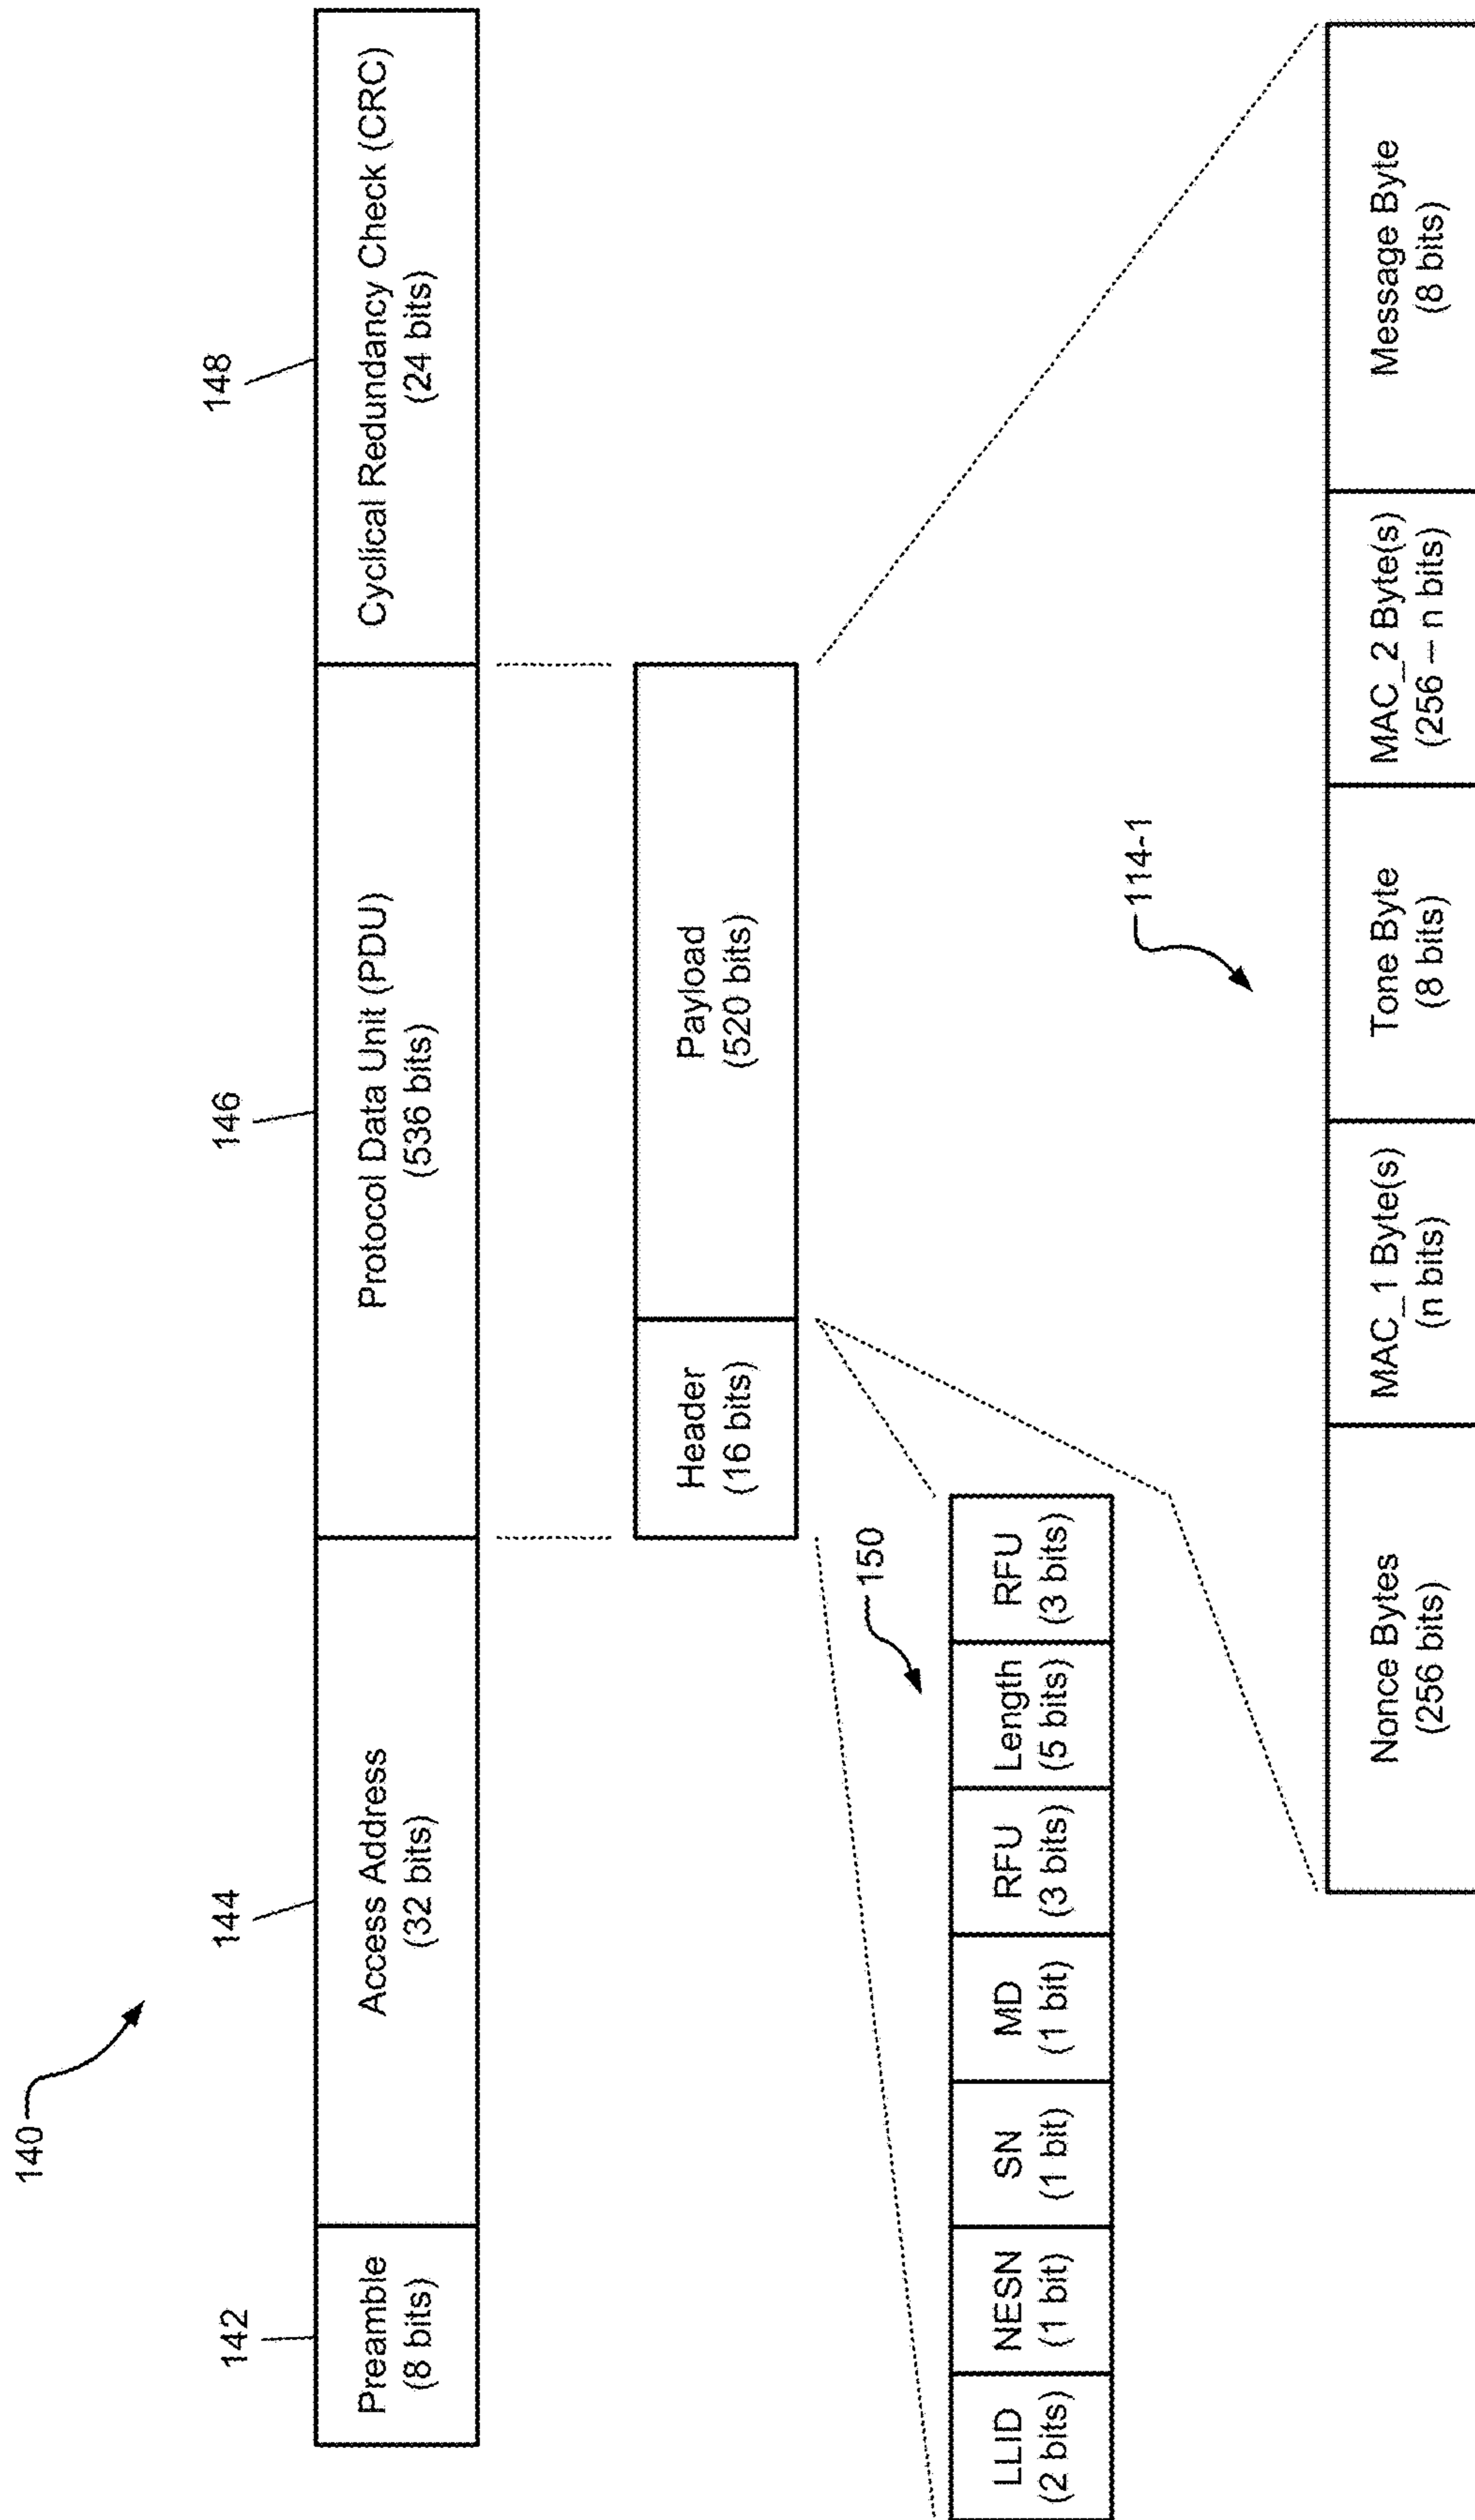 140
142
144
146
148
Preamble
(8 bits)
Access Address
(32 bits)
Protocol Data Unit (PDU)
(536 bits)
Cyclical Redundancy Check (CRC)
(24 bits)
Header
(16 bits)
Payload
(520 bits)
150
LLID
(2 bits)
NESN
(1 bit)
SN
(1 bit)
MD
(1 bit)
RFU
(3 bits)
Length
(5 bits)
RFU
(3 bits)
114-1
Nonce Bytes
(256 bits)
MAC_1 Byte(s)
(n bits)
Tone Byte
(8 bits)
MAC_2 Byte(s)
(256 – n bits)
Message Byte
(8 bits)